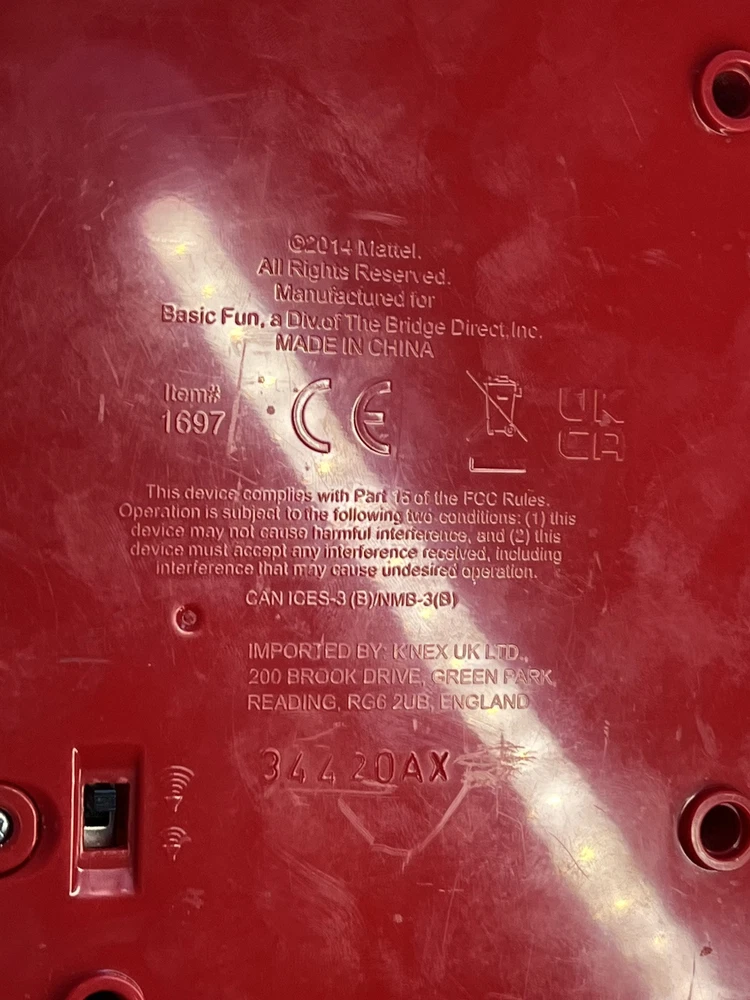 ©2014 Mattel.
All Rights Reserved.
Manufactured for
Basic Fun, a Div.of The Bridge Direct,Inc.
MADE IN CHINA
Item#
1697
CE
UK
CA
This device complies with Part 15 of the FCC Rules.
Operation is subject to the following two conditions: (1) this
device may not cause harmful interference, and (2) this
device must accept any interference received, including
interference that may cause undesired operation.
CAN ICES-3 (B)/NMB-3(B)
IMPORTED BY: K'NEX UK LTD.,
200 BROOK DRIVE, GREEN PARK,
READING, RG6 2UB, ENGLAND
34420AX